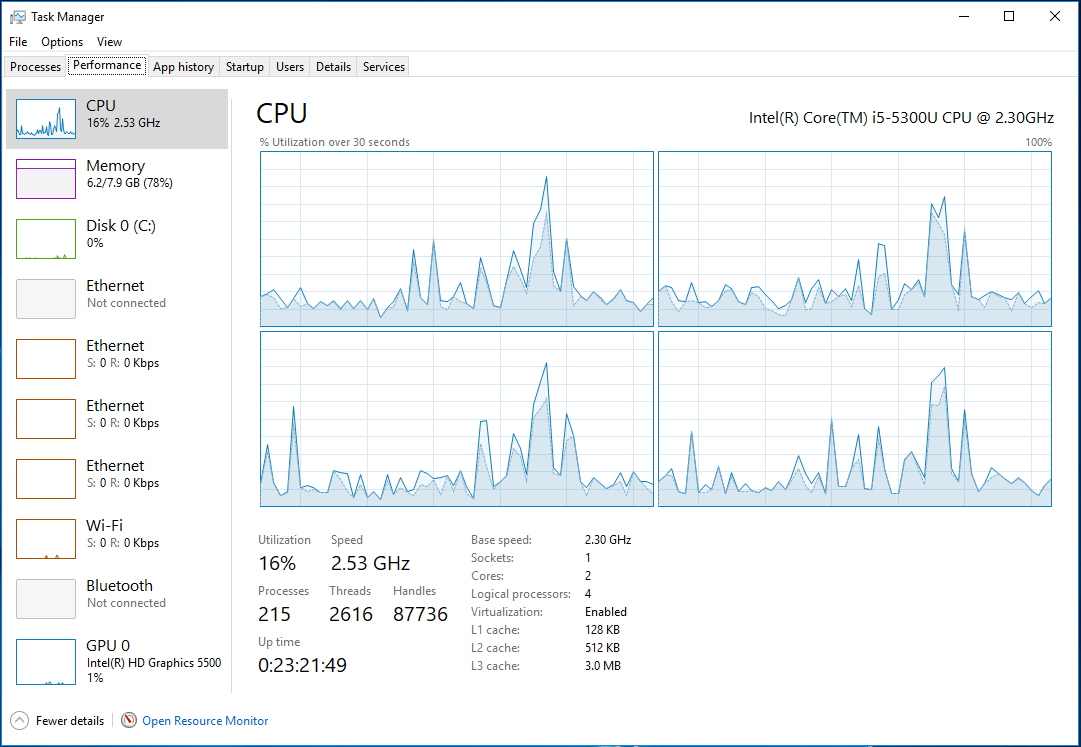 Task Manager
File Options View
Processes Performance App history Startup Users Details Services
CPU
16% 2.53 GHz
Memory
6.2/7.9 GB (78%)
Disk 0 (C:)
0%
Ethernet
Not connected
Ethernet
S: 0 R: 0 Kbps
Ethernet
S: 0 R: 0 Kbps
Ethernet
S: 0 R: 0 Kbps
Wi-Fi
S: 0 R: 0 Kbps
Bluetooth
Not connected
GPU 0
Intel(R) HD Graphics 5500
1%
CPU
Intel(R) Core(TM) i5-5300U CPU @ 2.30GHz
% Utilization over 30 seconds
100%
Utilization Speed
16% 2.53 GHz
Processes Threads Handles
215 2616 87736
Up time
0:23:21:49
Base speed: 2.30 GHz
Sockets: 1
Cores: 2
Logical processors: 4
Virtualization: Enabled
L1 cache: 128 KB
L2 cache: 512 KB
L3 cache: 3.0 MB
Fewer details
Open Resource Monitor